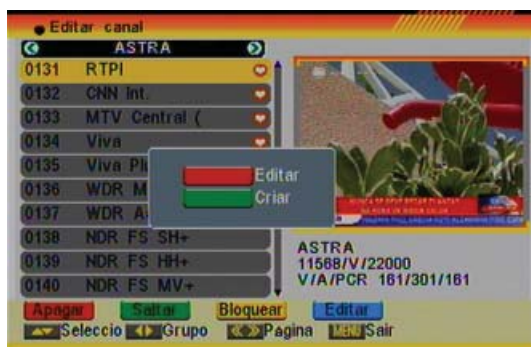 Editar canal
ASTRA
0131 RTPI
0132 CNN Int.
0133 MTV Central (
0134 Viva
0135 Viva
0136 WDR
0137 WDR
0138 NDR FS SH+
0139 NDR FS HH+
0140 NDR FS MV+
Editar
Criar
ASTRA
11568/V/22000
V/A/PCR 161/301/161
Apagar Saltar Bloquear Editar
Seleccio Grupo Pagina MENU Sair